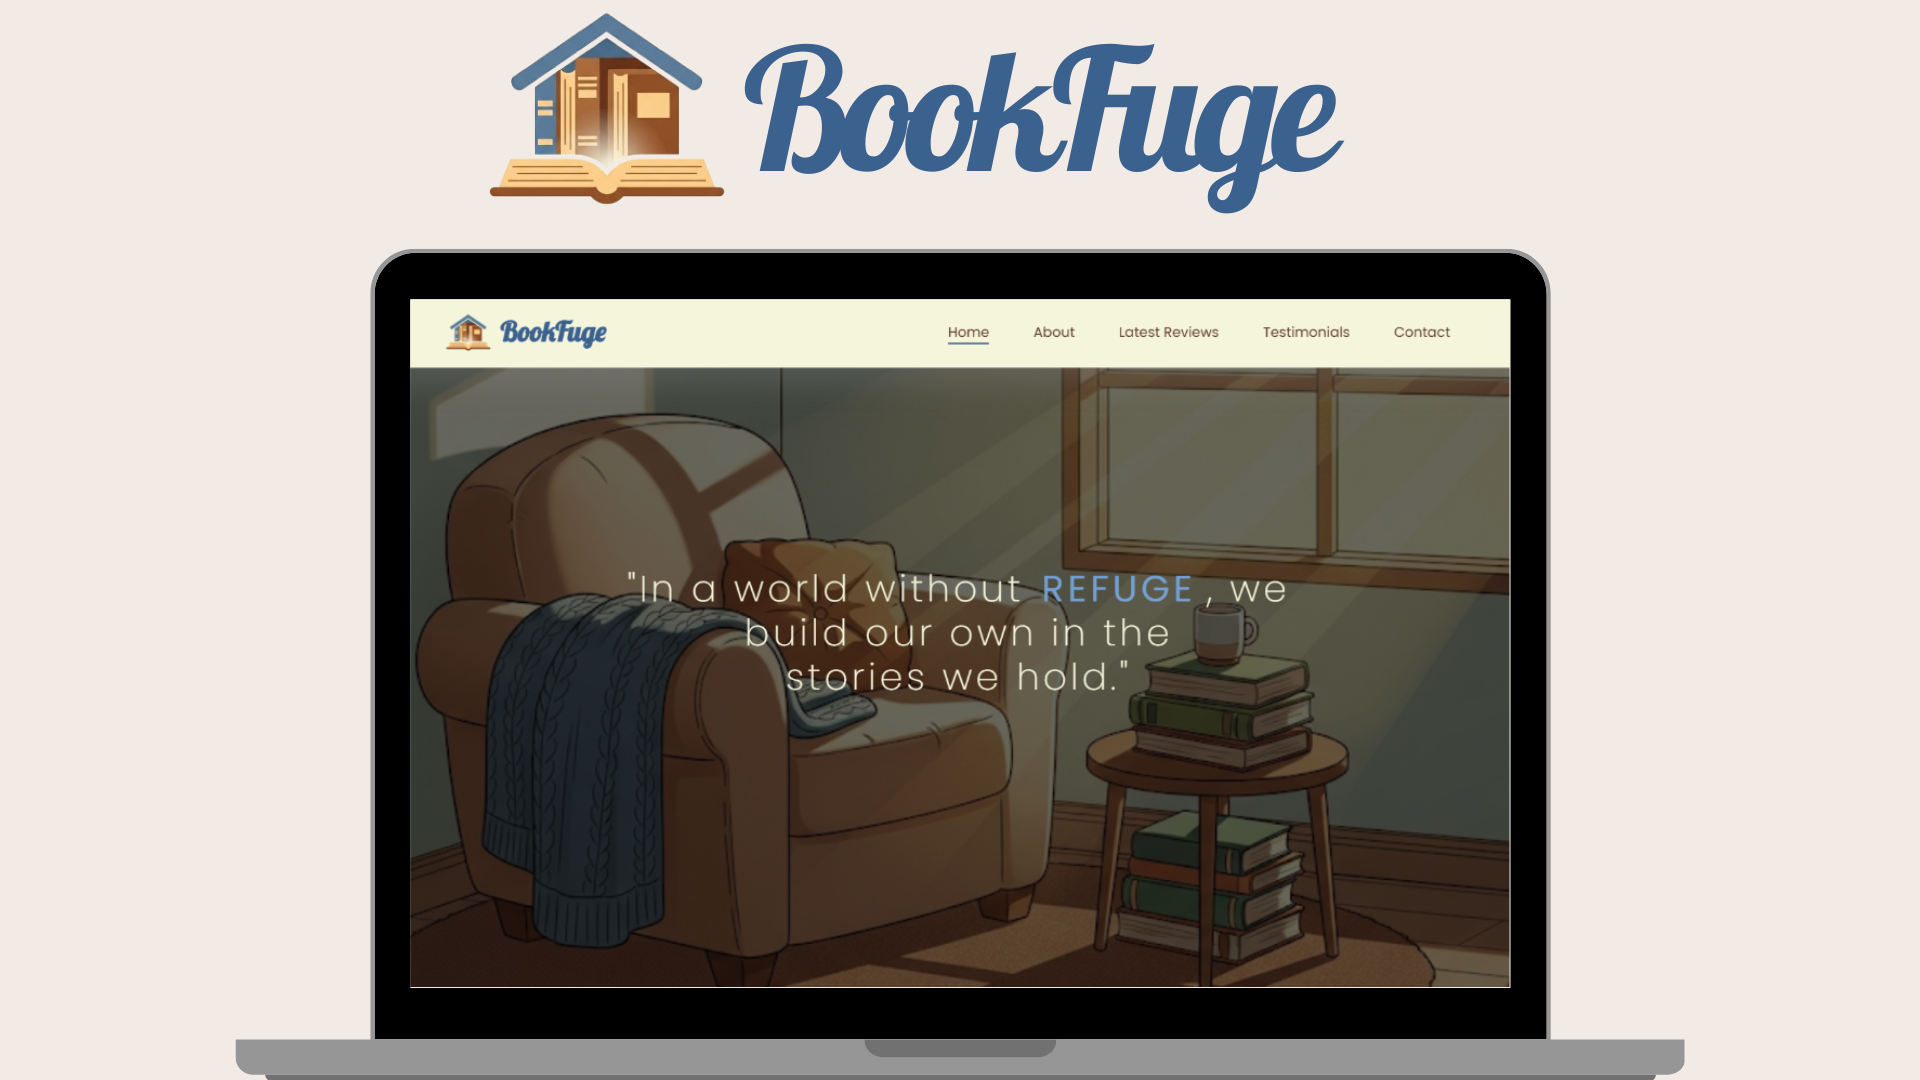 BookFuge
BookFuge
Home About Latest Reviews Testimonials Contact
"In a world without REFUGE , we
build our own in the
stories we hold."